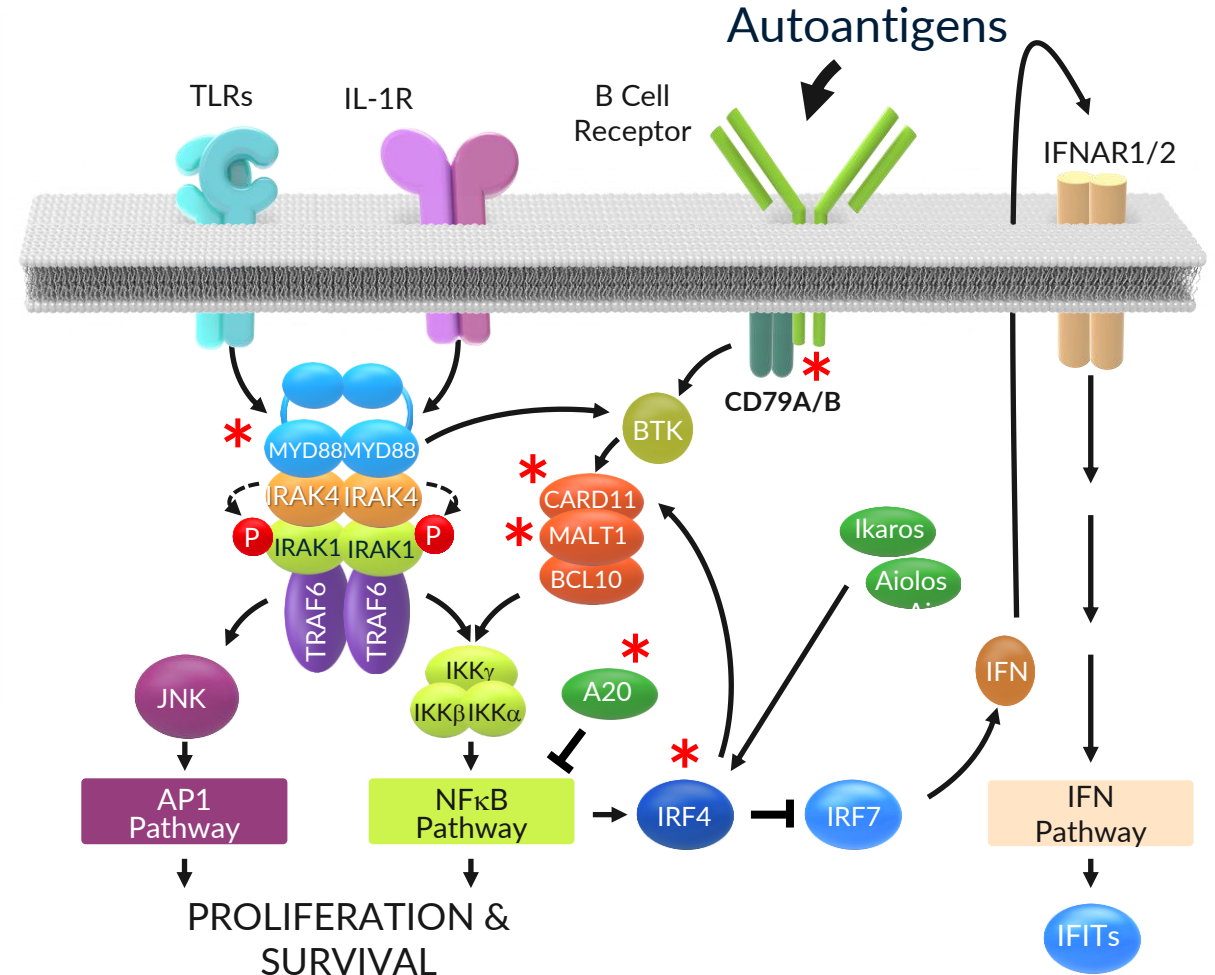 Autoantigens
TLRs
IL-1R
B Cell
Receptor
IFNAR1/2
CD79A/B
*
*
MYD88
MYD88
BTK
IRAK4
IRAK4
*
CARD11
P
IRAK1
IRAK1
P
*
MALT1
BCL10
Ikaros
Aiolos
TRAF6
TRAF6
IKKγ
IKKβ
IKKα
*
A20
JNK
IFN
*
AP1
Pathway
NFκB
Pathway
IRF4
IRF7
IFN
Pathway
PROLIFERATION &
SURVIVAL
IFITs